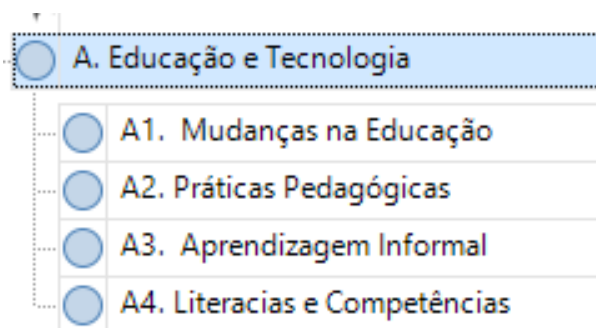 A. Educação e Tecnologia
A1. Mudanças na Educação
A2. Práticas Pedagógicas
A3. Aprendizagem Informal
A4. Literacias e Competências